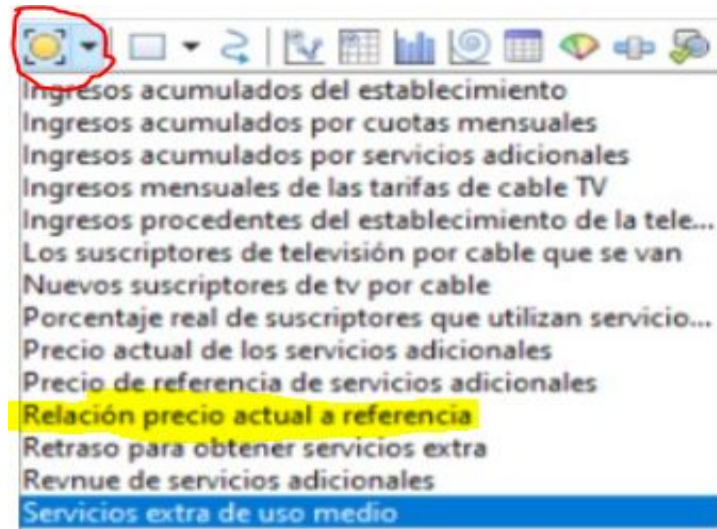 Ingresos acumulados del establecimiento
Ingresos acumulados por cuotas mensuales
Ingresos acumulados por servicios adicionales
Ingresos mensuales de las tarifas de cable TV
Ingresos procedentes del establecimiento de la tele...
Los suscriptores de televisión por cable que se van
Nuevos suscriptores de tv por cable
Porcentaje real de suscriptores que utilizan servicio...
Precio actual de los servicios adicionales
Precio de referencia de servicios adicionales
Relación precio actual a referencia
Retraso para obtener servicios extra
Revnue de servicios adicionales
Servicios extra de uso medio